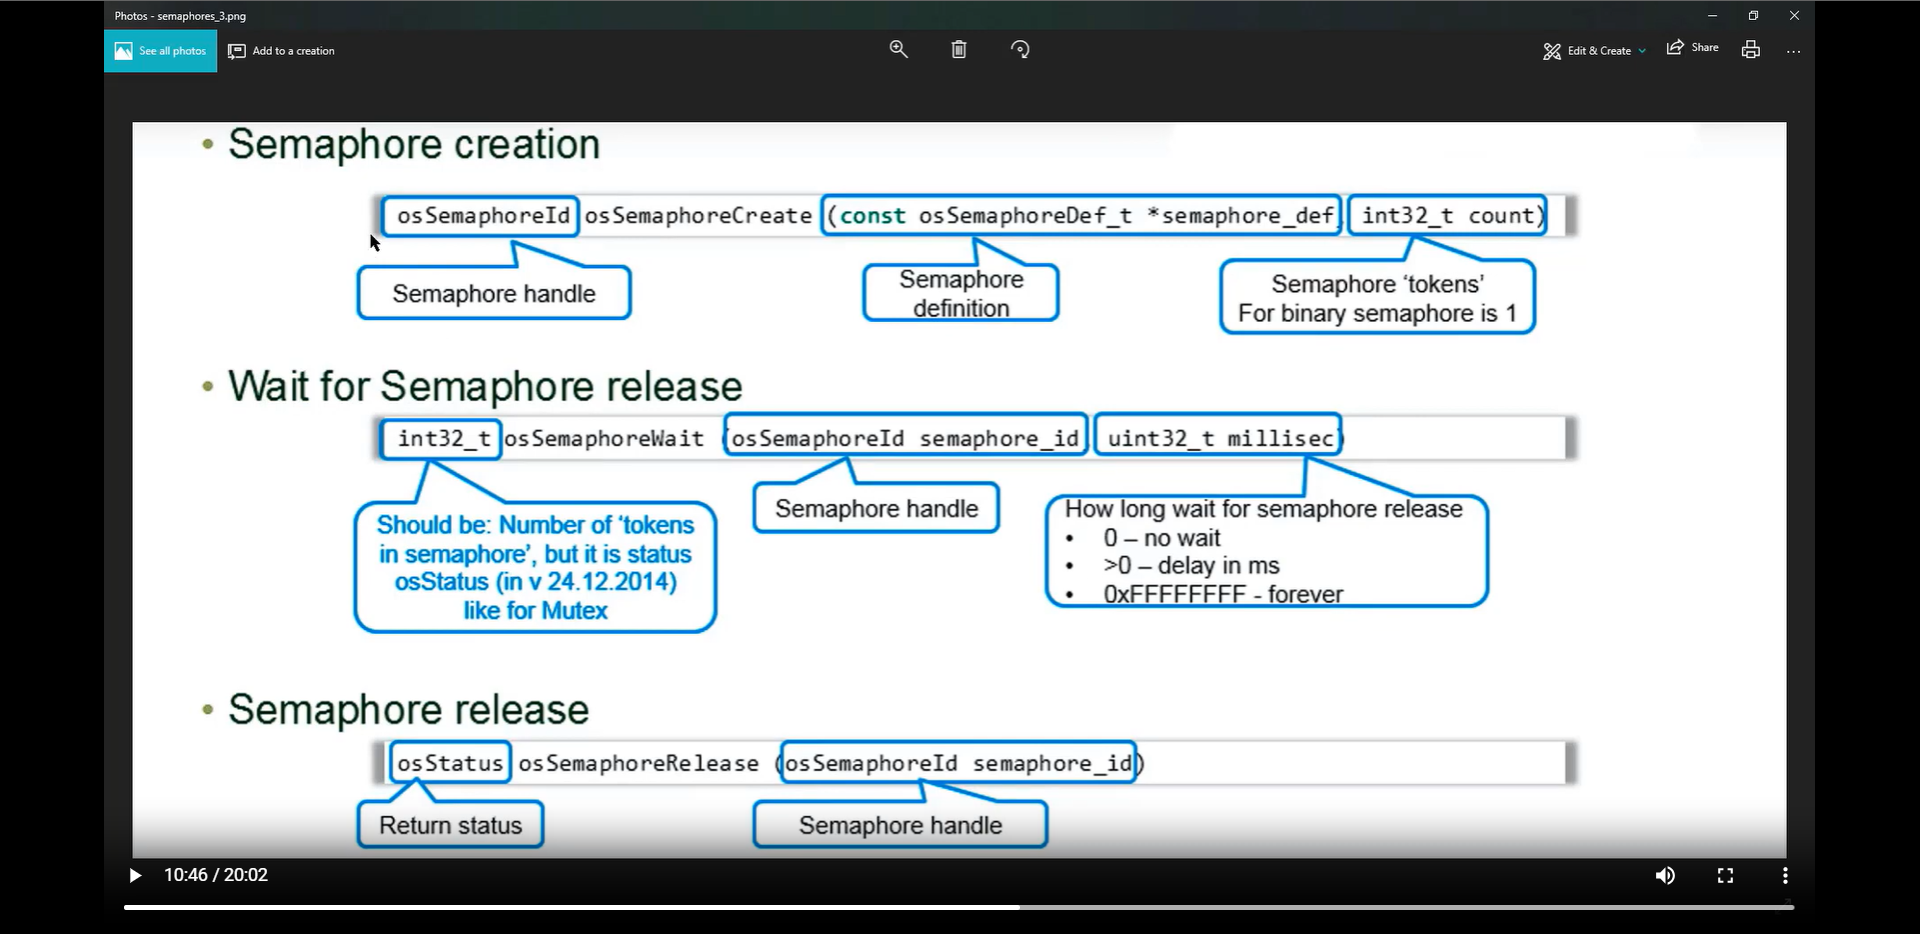 Photos - semaphores_3.png
See all photos
Add to a creation
Edit & Create
Share
• Semaphore creation
osSemaphoreId osSemaphoreCreate (const osSemaphoreDef_t *semaphore_def, int32_t count)
Semaphore handle
Semaphore
definition
Semaphore ‘tokens’
For binary semaphore is 1
• Wait for Semaphore release
int32_t osSemaphoreWait (osSemaphoreId semaphore_id, uint32_t millisec)
Should be: Number of ‘tokens
in semaphore’, but it is status
osStatus (in v 24.12.2014)
like for Mutex
Semaphore handle
How long wait for semaphore release
• 0 – no wait
• >0 – delay in ms
• 0xFFFFFFFF - forever
• Semaphore release
osStatus osSemaphoreRelease (osSemaphoreId semaphore_id)
Return status
Semaphore handle
10:46 / 20:02